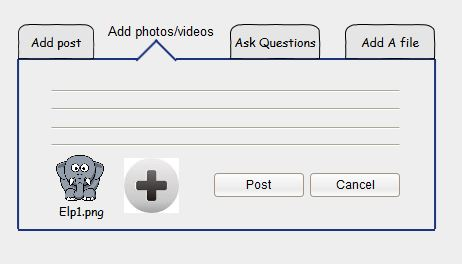 Add post
Add photos/videos
Ask Questions
Add A file
Elp1.png
Post
Cancel